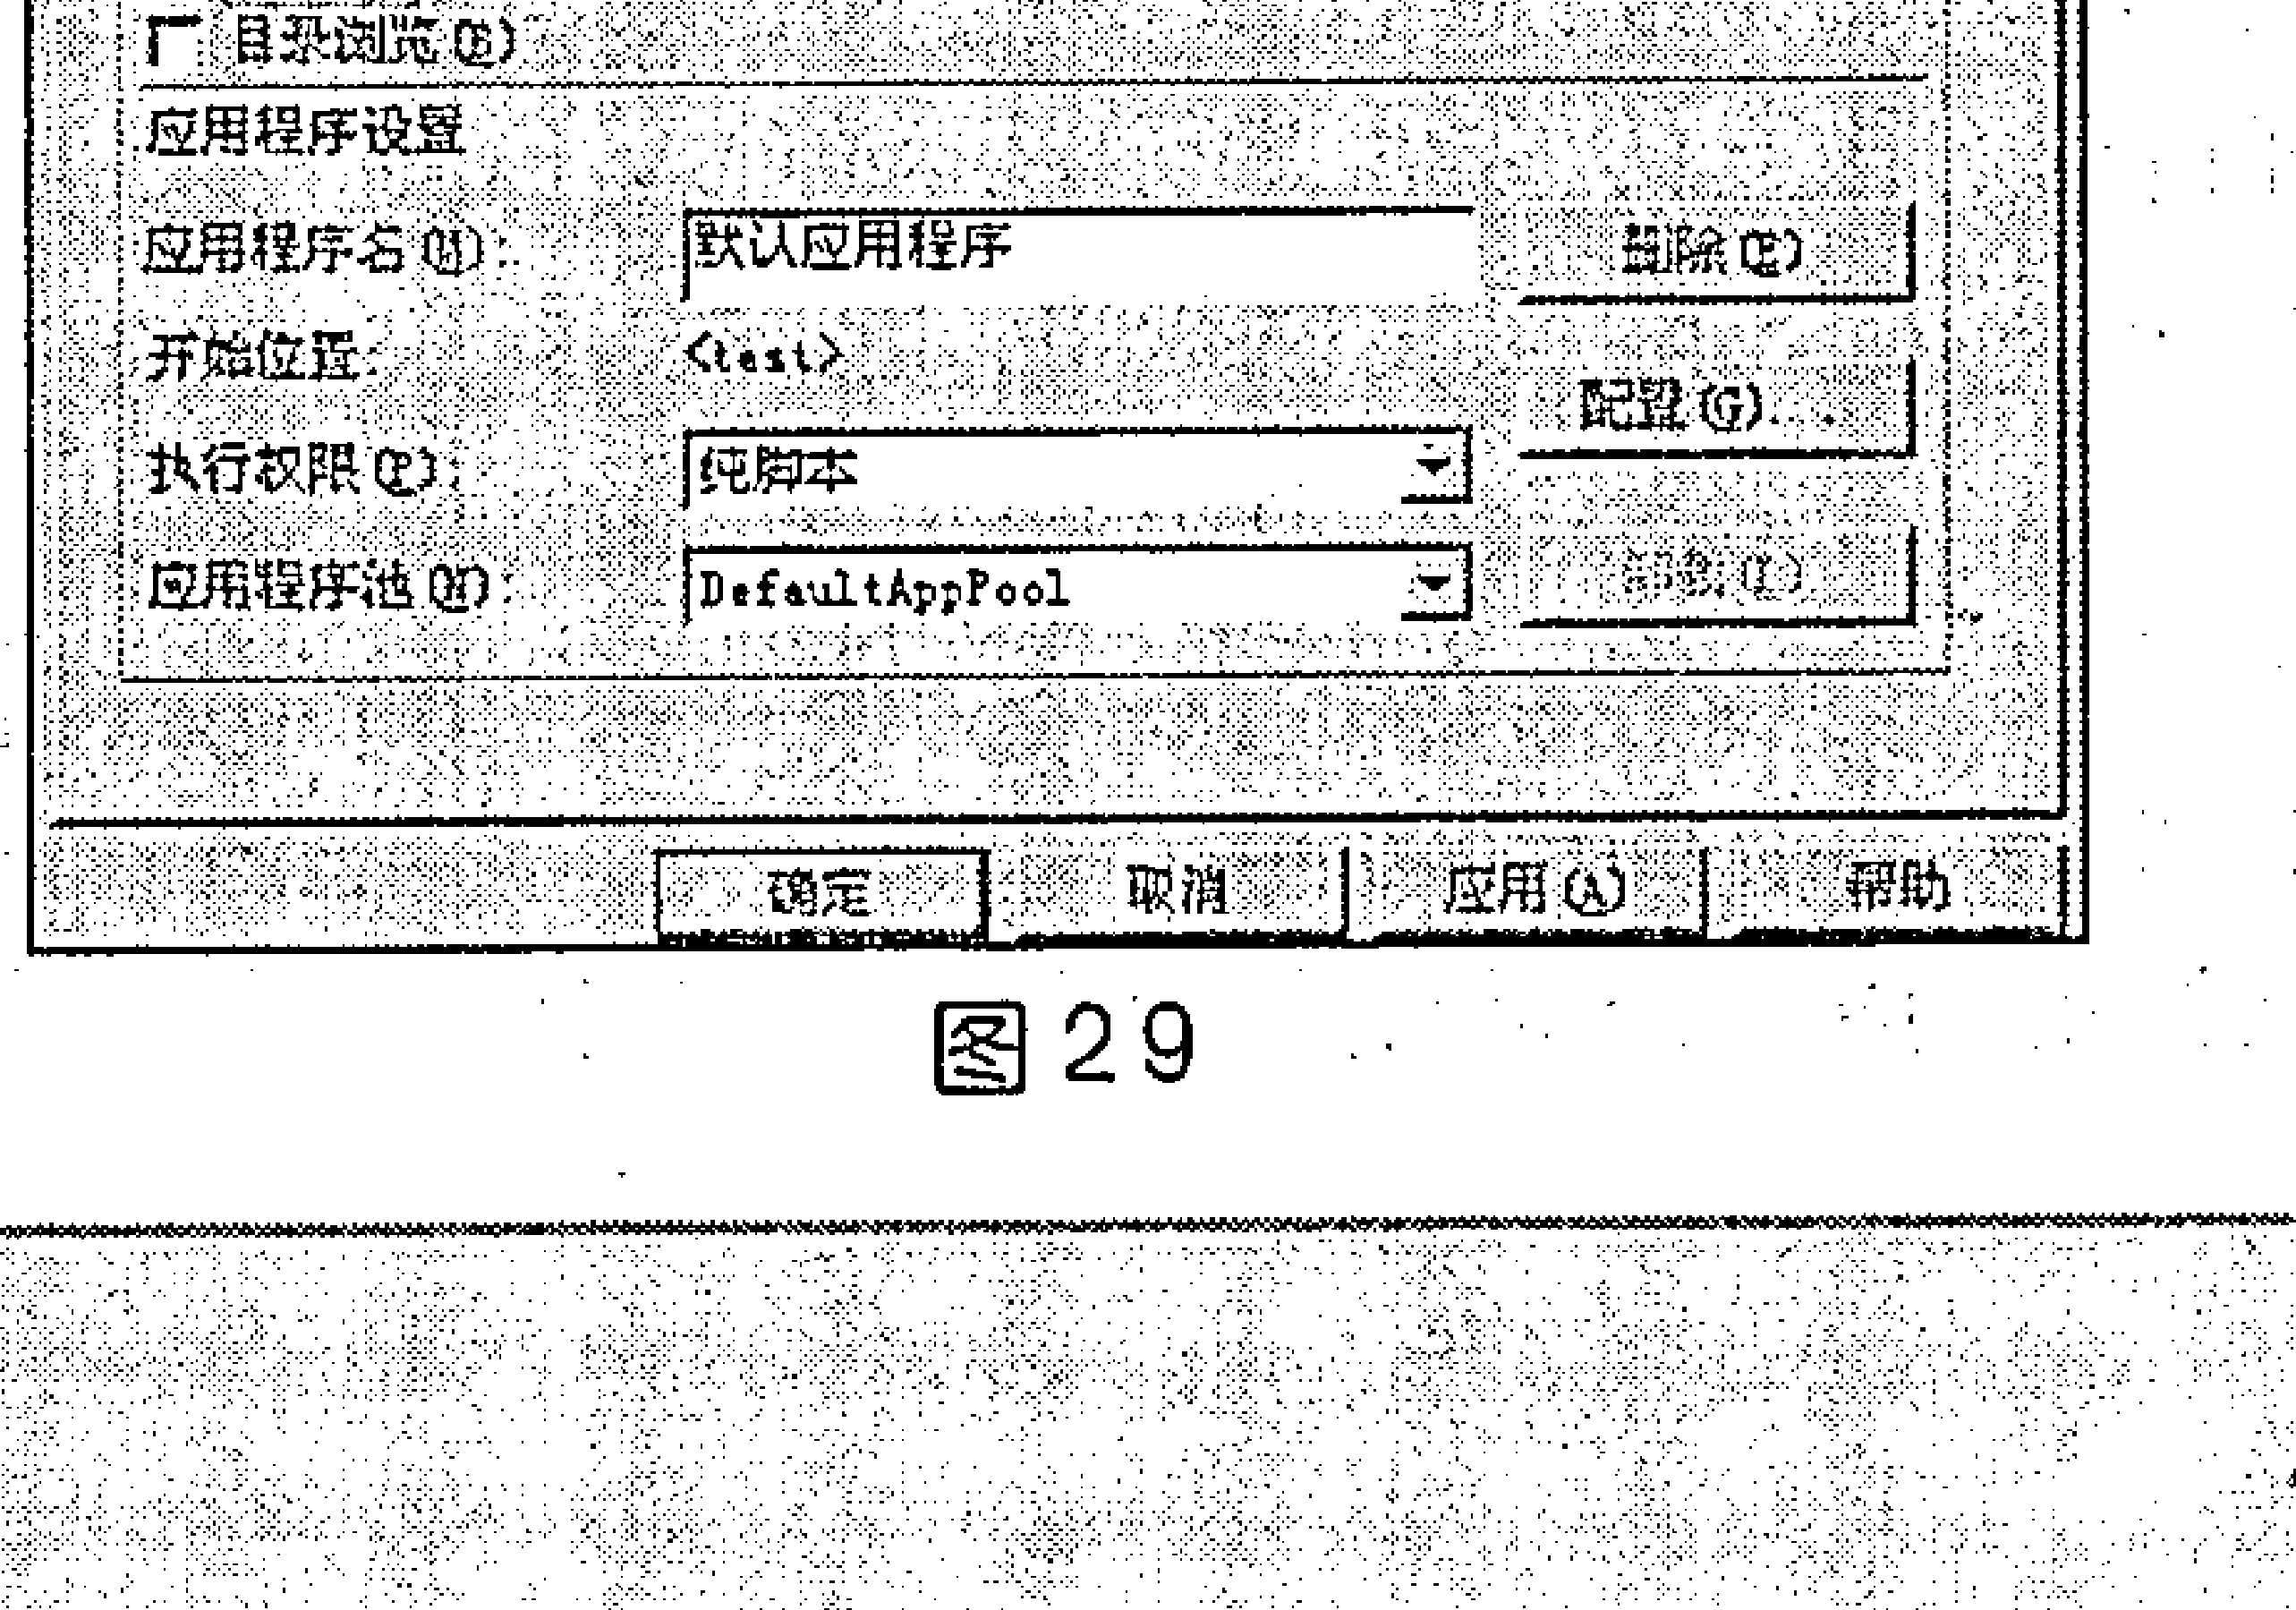 目录浏览(B)
应用程序设置
应用程序名(M): 默认应用程序 删除(E)
开始位置: <test>
配置(G)...
执行权限(P): 纯脚本
应用程序池(N): DefaultAppPool 卸载(L)
确定 取消 应用(A) 帮助
图29